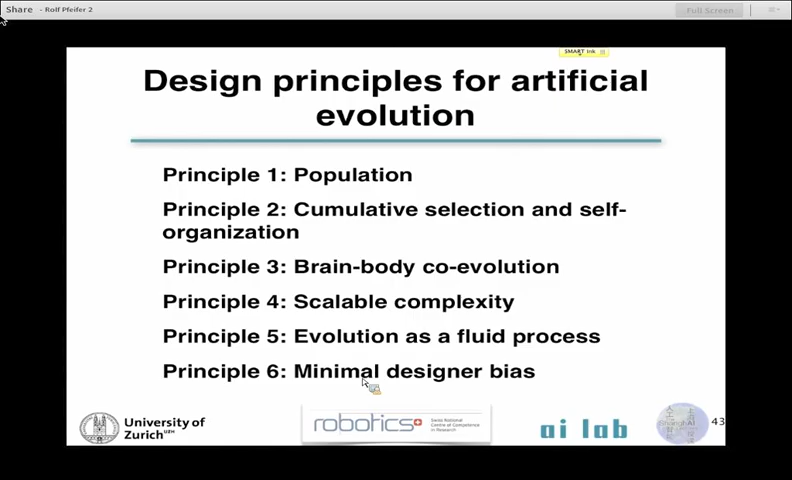 Share - Rolf Pfeifer 2
Full Screen
SMART Ink
Design principles for artificial
evolution
Principle 1: Population
Principle 2: Cumulative selection and self-
organization
Principle 3: Brain-body co-evolution
Principle 4: Scalable complexity
Principle 5: Evolution as a fluid process
Principle 6: Minimal designer bias
University of
Zurich UZH
robotics
Swiss National
Centre of Competence
in Research
ai lab
43